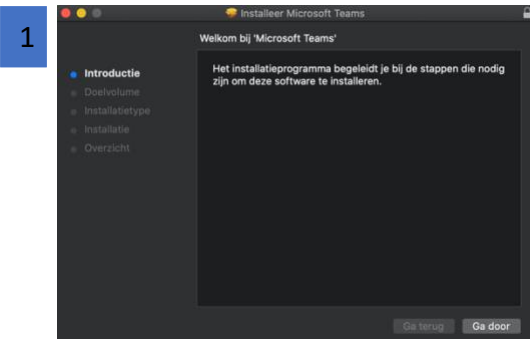 1
Installeer Microsoft Teams
Welkom bij 'Microsoft Teams'
Introductie
Doelvolume
Installatietype
Installatie
Overzicht
Het installatieprogramma begeleidt je bij de stappen die nodig
zijn om deze software te installeren.
Ga terug
Ga door